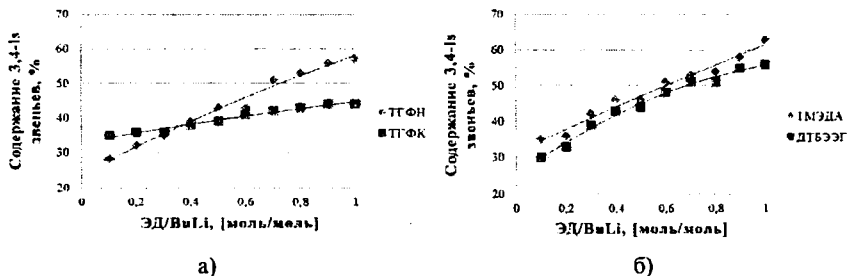 Содержание 3,4-Is
звеньев, %
70
60
50
40
30
20
0
0,2
0,4
0,6
0,8
1
ЭД/BuLi, [моль/моль]
ТГФН
ТГФК
а)
Содержание 3,4-Is
звеньев, %
70
60
50
40
30
20
0
0,2
0,4
0,6
0,8
1
ЭД/BuLi, [моль/моль]
ТМЭДА
ДТБЭЭГ
б)